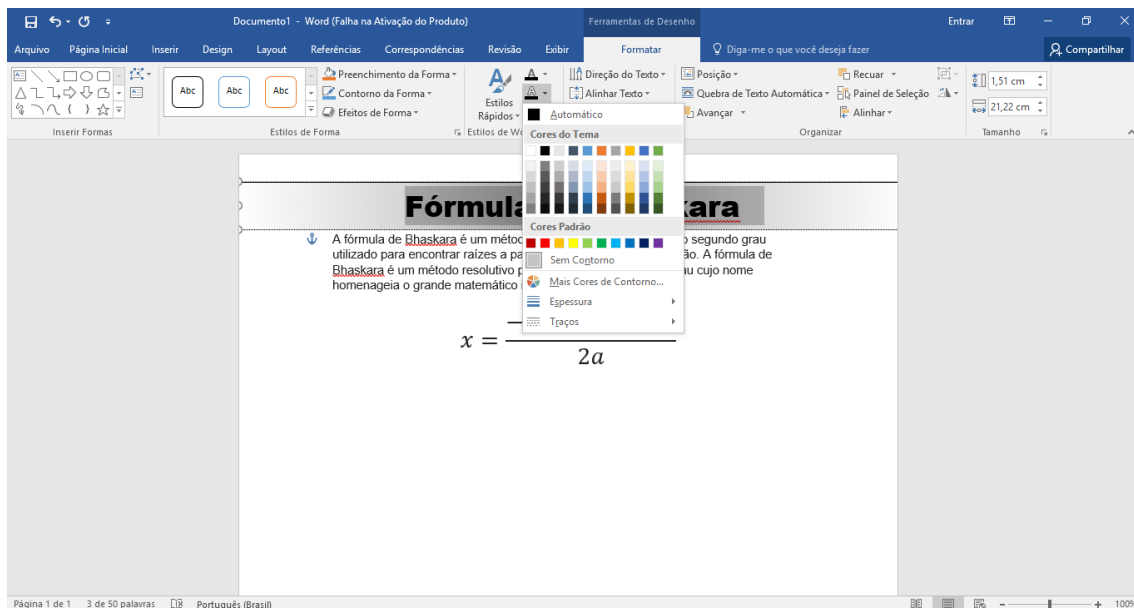 Documento1 - Word (Falha na Ativação do Produto)
Ferramentas de Desenho
Entrar
Arquivo Página Inicial Inserir Design Layout Referências Correspondências Revisão Exibir Formatar Diga-me o que você deseja fazer Compartilhar
Abc Abc Abc
Preenchimento da Forma
Contorno da Forma
Efeitos de Forma
Estilos
Rápidos
Direção do Texto
Alinhar Texto
Posição
Quebra de Texto Automática
Avançar
Recuar
Painel de Seleção
Alinhar
1,51 cm
21,22 cm
Inserir Formas Estilos de Forma Estilos de Organizar Tamanho
Automático
Cores do Tema
Cores Padrão
Sem Contorno
Mais Cores de Contorno...
Espessura
Traços
Fórmula
A fórmula de Bhaskara é um segundo grau
utilizado para encontrar raízes a A fórmula de
Bhaskara é um método resolutivo cujo nome
homenageia o grande matemático
x =
2a
Página 1 de 1 3 de 50 palavras Português (Brasil) 100%